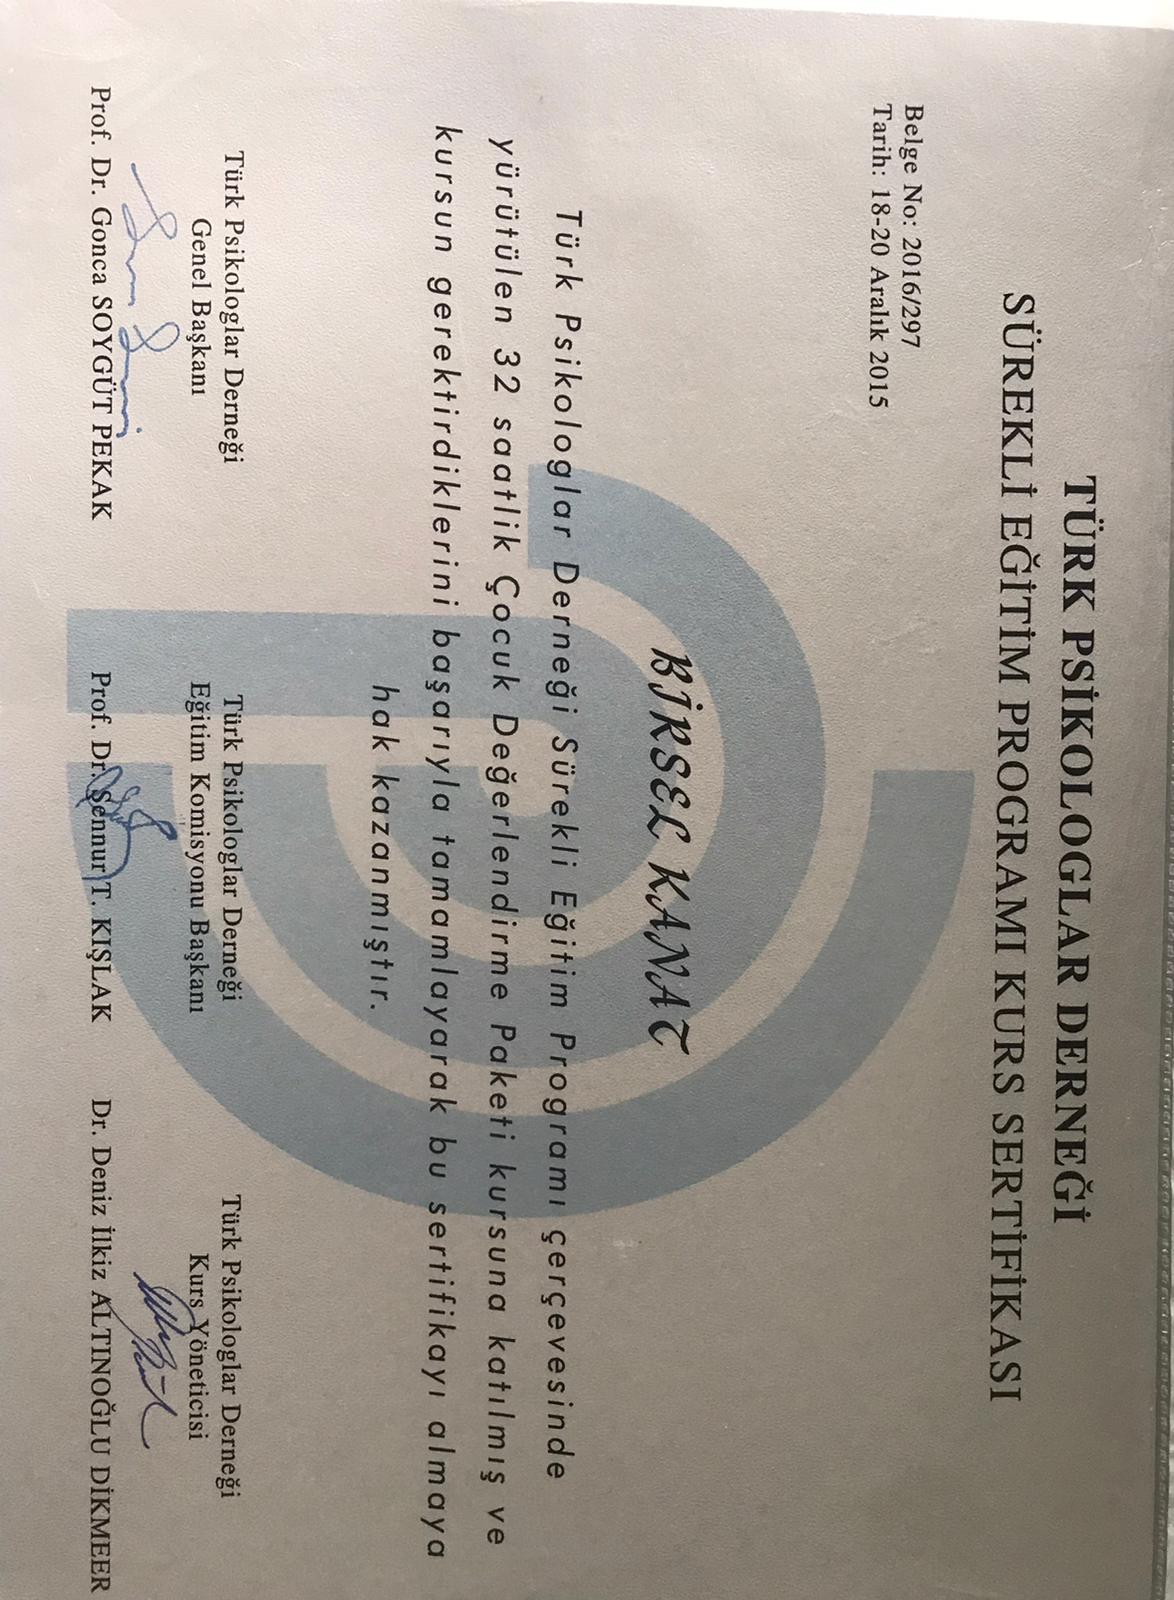 TÜRK PSİKOLOGLAR DERNEĞİ
SÜREKLİ EĞİTİM PROGRAMI KURS SERTİFİKASI
Belge No: 2016/297
Tarih: 18-20 Aralık 2015
BİRSEL KANAT
Türk Psikologlar Derneği Sürekli Eğitim Programı çerçevesinde
yürütülen 32 saatlik Çocuk Değerlendirme Paketi kursuna katılmış ve
kursun gerektirdiklerini başarıyla tamamlayarak bu sertifikayı almaya
hak kazanmıştır.
Türk Psikologlar Derneği
Genel Başkanı
Prof. Dr. Gonca SOYGÜT PEKAK
Türk Psikologlar Derneği
Eğitim Komisyonu Başkanı
Prof. Dr. Şennur T. KIŞLAK
Türk Psikologlar Derneği
Kurs Yöneticisi
Dr. Deniz İlkiz ALTINOĞLU DİKMEER